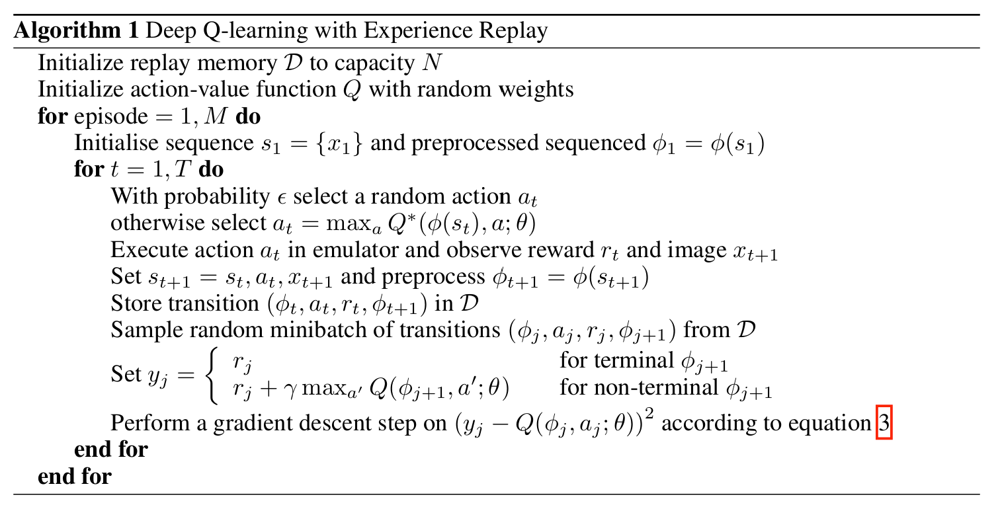 Algorithm 1 Deep Q-learning with Experience Replay
Initialize replay memory 𝒟 to capacity N
Initialize action-value function Q with random weights
for episode = 1, M do
Initialise sequence s₁ = {x₁} and preprocessed sequenced ϕ₁ = ϕ(s₁)
for t = 1, T do
With probability ϵ select a random action a_t
otherwise select a_t = max_a Q*(ϕ(s_t), a; θ)
Execute action a_t in emulator and observe reward r_t and image x_{t+1}
Set s_{t+1} = s_t, a_t, x_{t+1} and preprocess ϕ_{t+1} = ϕ(s_{t+1})
Store transition (ϕ_t, a_t, r_t, ϕ_{t+1}) in 𝒟
Sample random minibatch of transitions (ϕ_j, a_j, r_j, ϕ_{j+1}) from 𝒟
Set y_j = { r_j for terminal ϕ_{j+1}
r_j + γ max_{a′} Q(ϕ_{j+1}, a′; θ) for non-terminal ϕ_{j+1}
Perform a gradient descent step on (y_j − Q(ϕ_j, a_j; θ))² according to equation 3
end for
end for